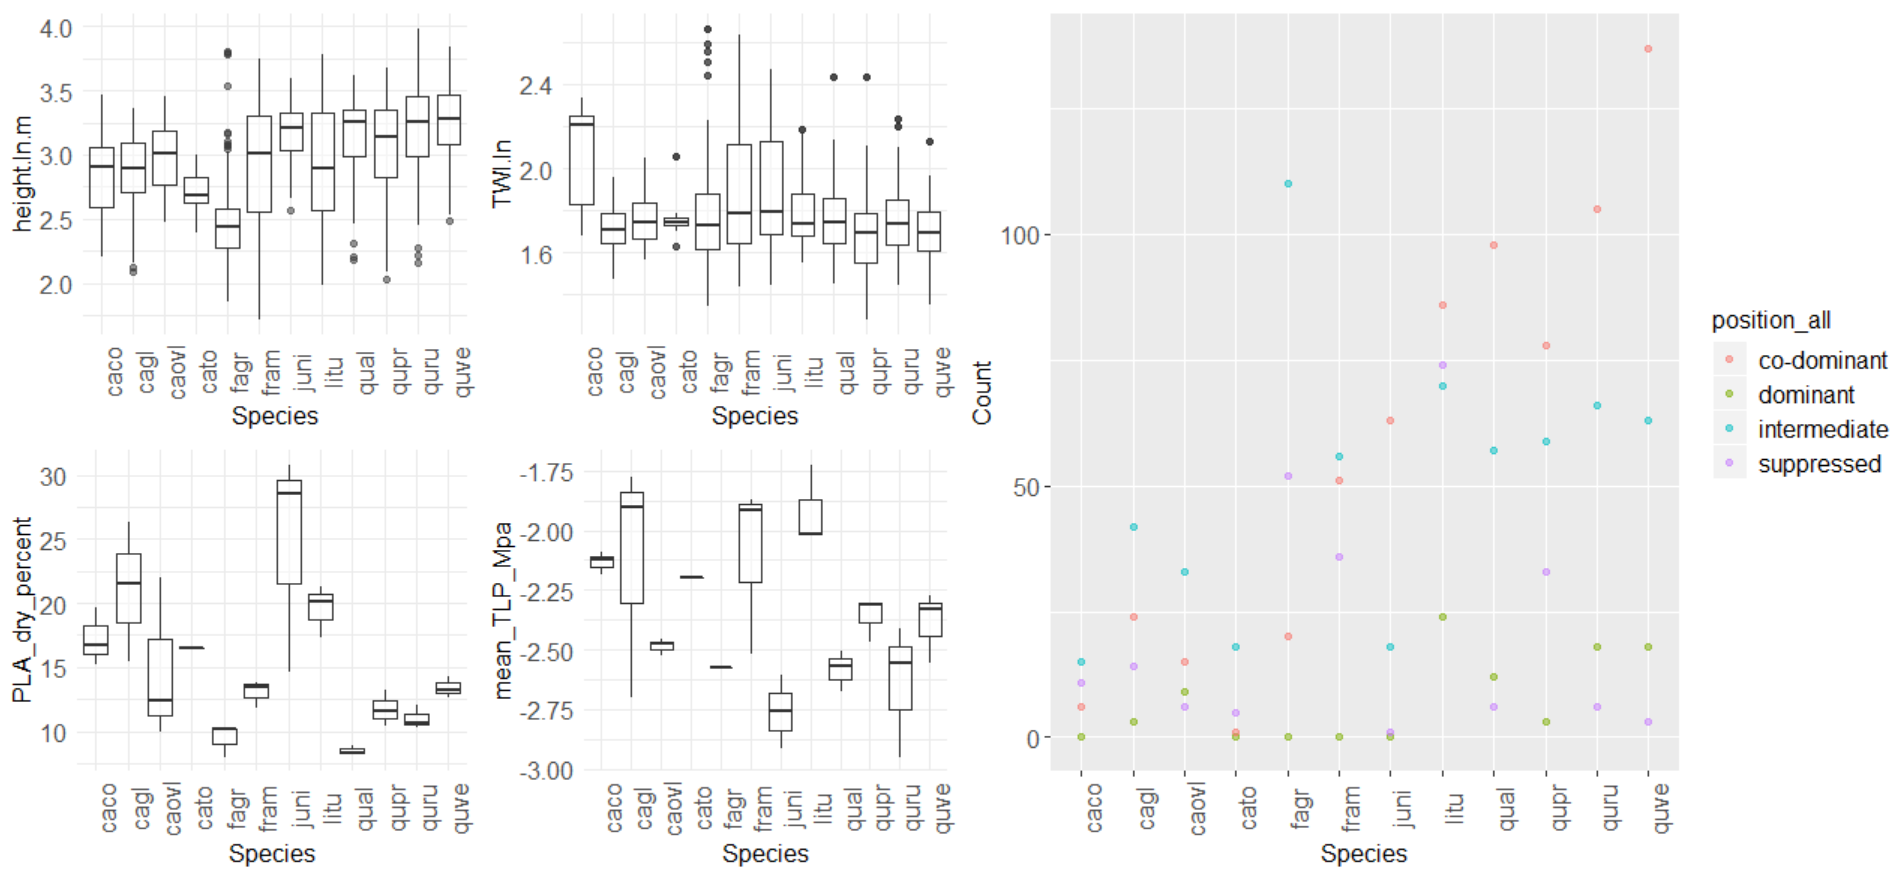 height.ln.m
4.0
3.5
3.0
2.5
2.0
caco
cagl
caovl
cato
fagr
fram
juni
litu
qual
qupr
quru
quve
Species
TWI.ln
2.4
2.0
1.6
caco
cagl
caovl
cato
fagr
fram
juni
litu
qual
qupr
quru
quve
Species
PLA_dry_percent
30
25
20
15
10
caco
cagl
caovl
cato
fagr
fram
juni
litu
qual
qupr
quru
quve
Species
mean_TLP_Mpa
-1.75
-2.00
-2.25
-2.50
-2.75
-3.00
caco
cagl
caovl
cato
fagr
fram
juni
litu
qual
qupr
quru
quve
Species
Count
100
50
0
caco
cagl
caovl
cato
fagr
fram
juni
litu
qual
qupr
quru
quve
Species
position_all
co-dominant
dominant
intermediate
suppressed